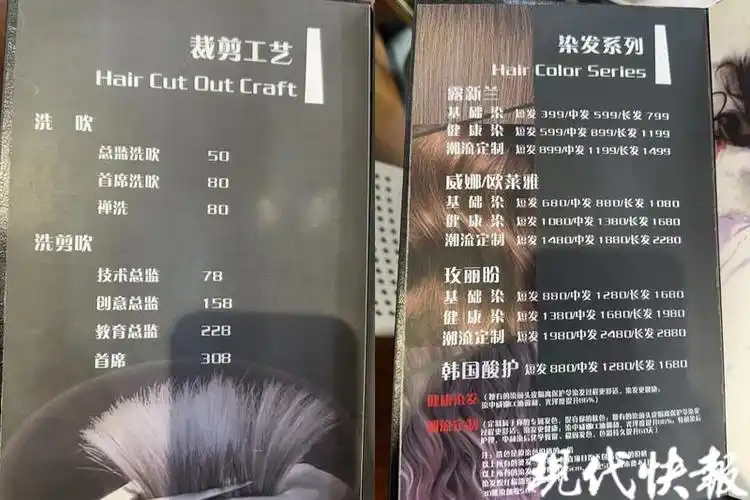 裁剪工艺
Hair Cut Out Craft
洗 吹
总监洗吹 50
首席洗吹 80
禅洗 80
洗剪吹
技术总监 78
创意总监 158
教育总监 228
首席 308
染发系列
Hair Color Series
露新兰
基础染 短发 399/中发 599/长发 799
健康染 短发 599/中发 899/长发 1199
潮流定制 短发 899/中发 1199/长发 1499
威娜/欧莱雅
基础染 短发 680/中发 880/长发 1080
健康染 短发 1080/中发 1380/长发 1680
潮流定制 短发 1480/中发 1880/长发 2280
玫丽盼
基础染 短发 880/中发 1280/长发 1680
健康染 短发 1380/中发 1680/长发 1980
潮流定制 短发 1980/中发 2480/长发 2880
韩国酸护 短发 880/中发 1280/长发 1680
健康染发
潮流定制
现代快報